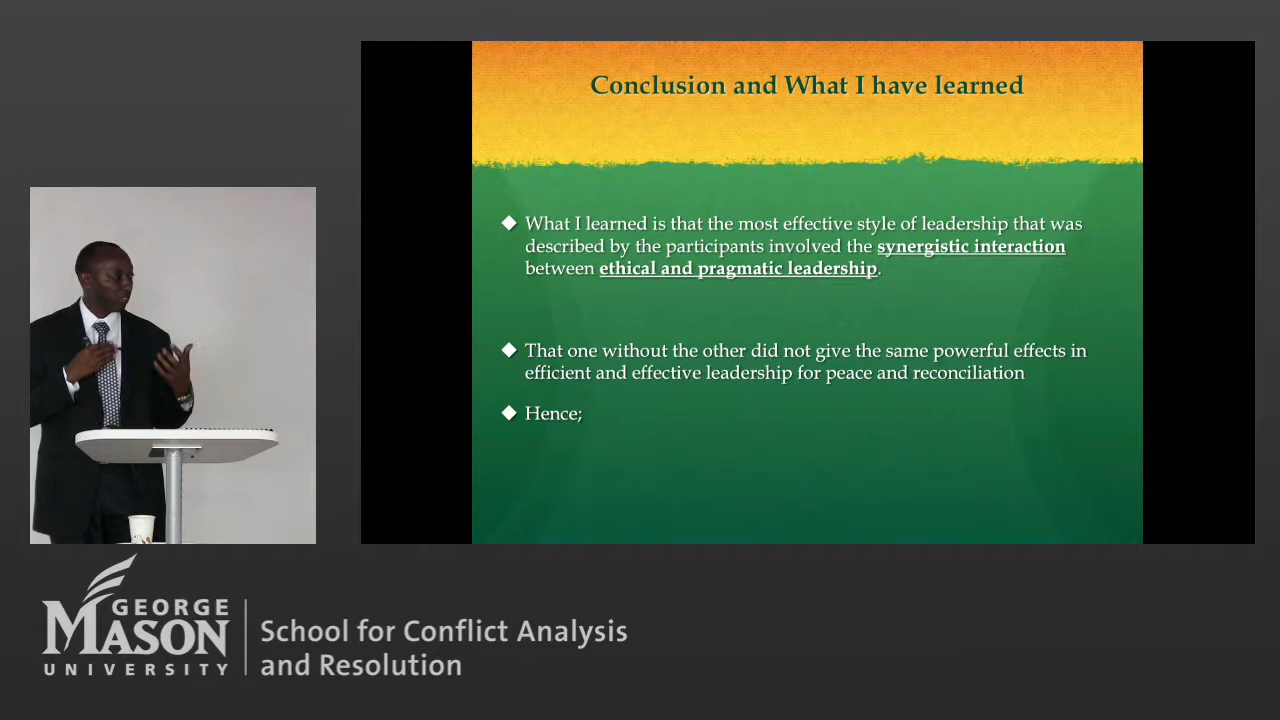 Conclusion and What I have learned
◆ What I learned is that the most effective style of leadership that was
described by the participants involved the synergistic interaction
between ethical and pragmatic leadership.
◆ That one without the other did not give the same powerful effects in
efficient and effective leadership for peace and reconciliation
◆ Hence;
GEORGE
MASON
UNIVERSITY
School for Conflict Analysis
and Resolution